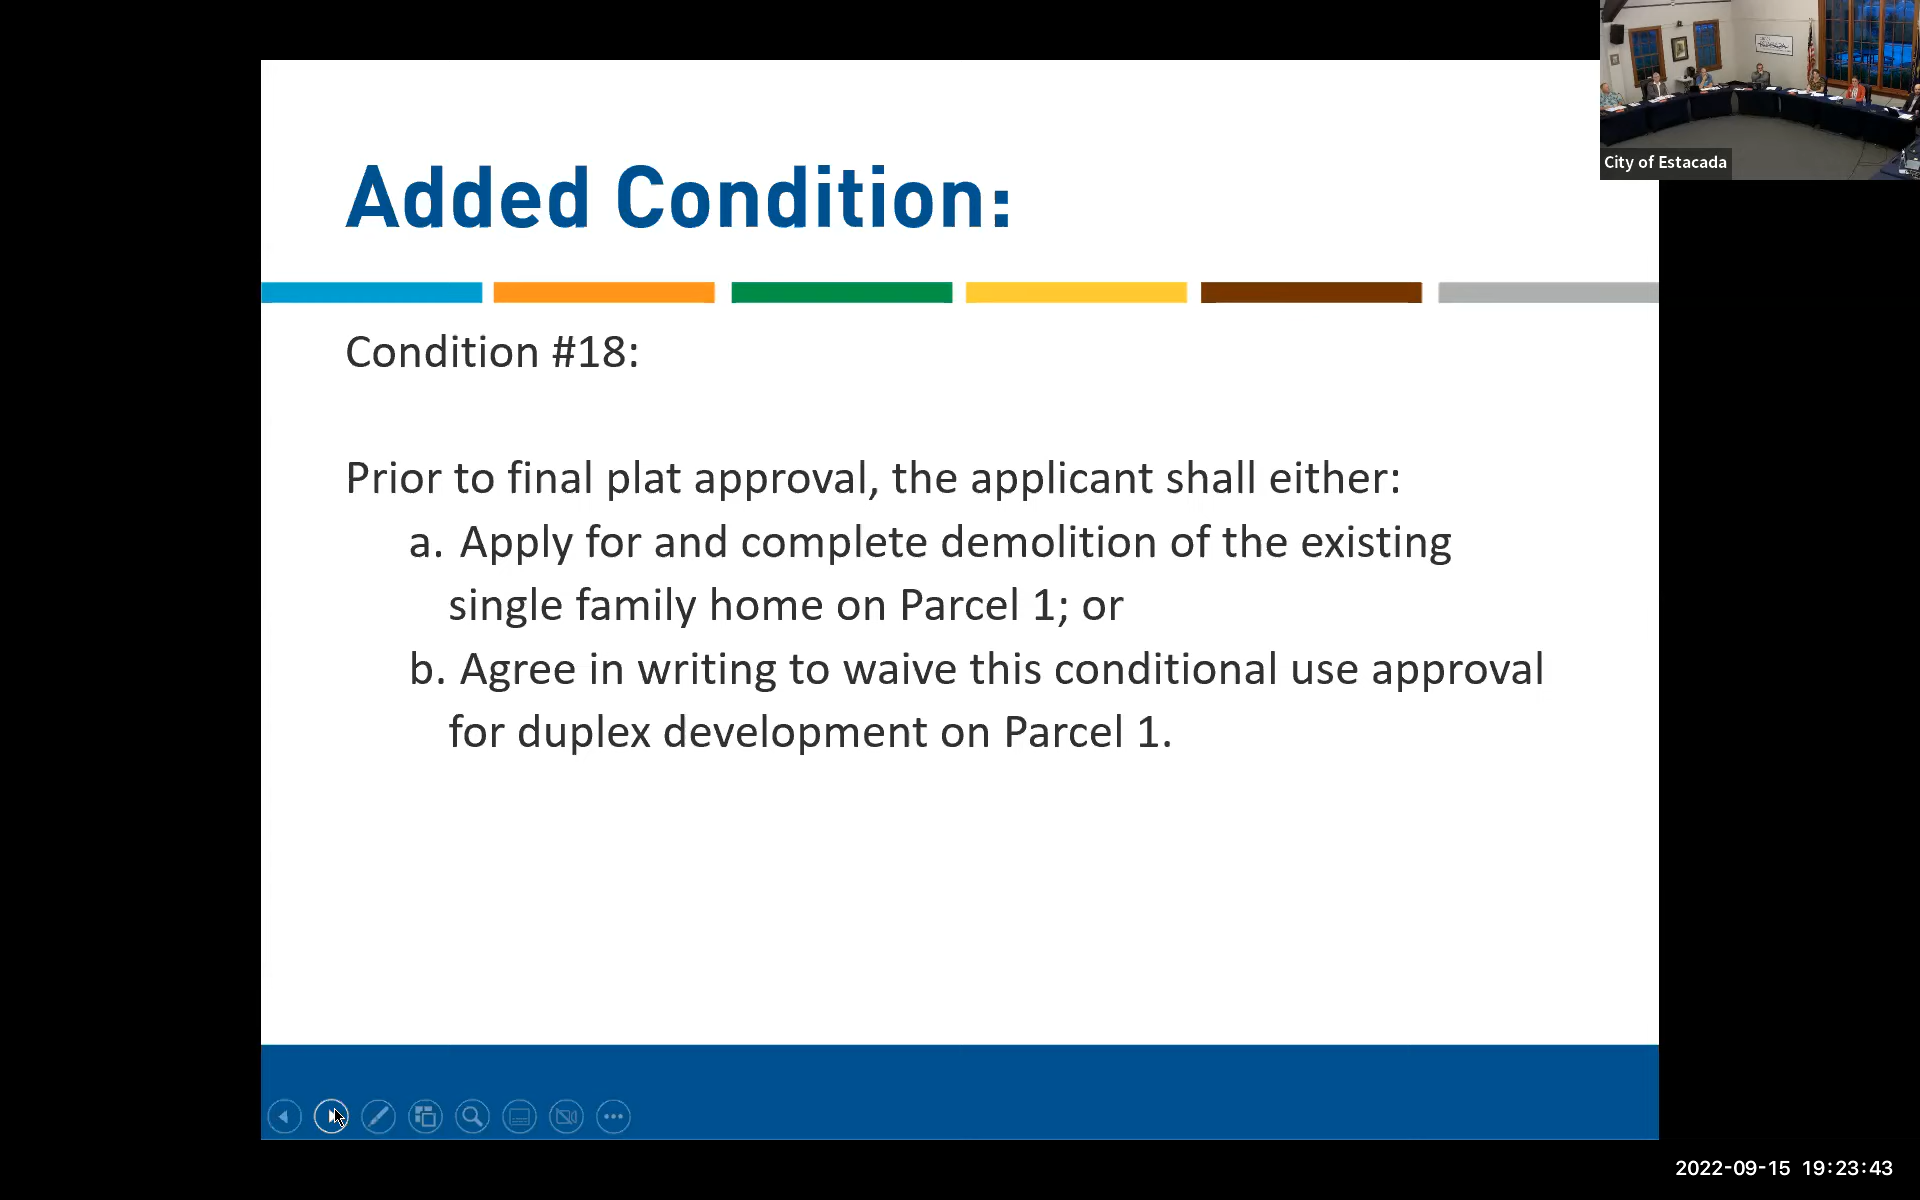 Added Condition:
Condition #18:
Prior to final plat approval, the applicant shall either:
a. Apply for and complete demolition of the existing
single family home on Parcel 1; or
b. Agree in writing to waive this conditional use approval
for duplex development on Parcel 1.
City of Estacada
2022-09-15 19:23:43